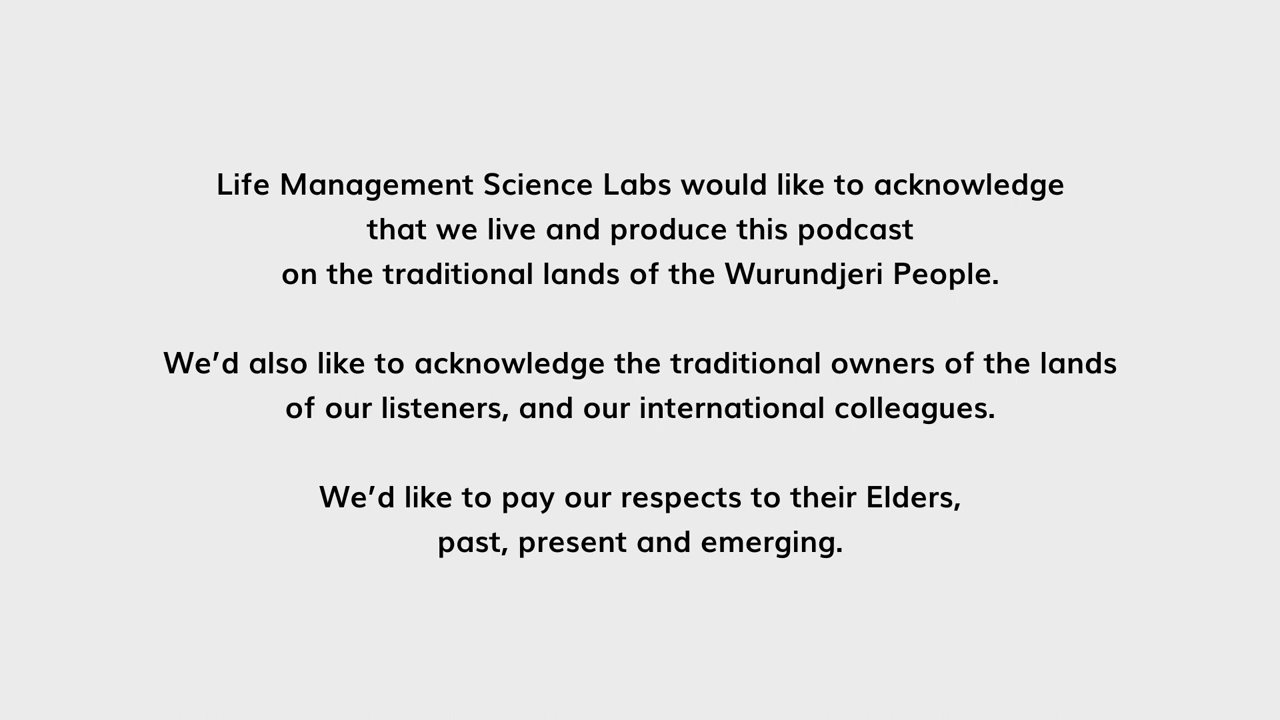 Life Management Science Labs would like to acknowledge
that we live and produce this podcast
on the traditional lands of the Wurundjeri People.
We’d also like to acknowledge the traditional owners of the lands
of our listeners, and our international colleagues.
We’d like to pay our respects to their Elders,
past, present and emerging.